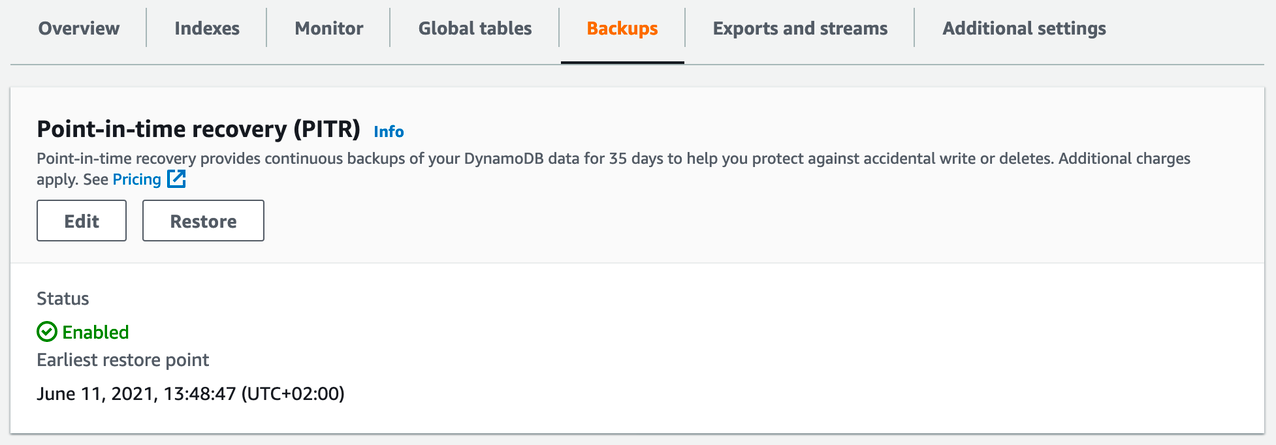 Overview Indexes Monitor Global tables Backups Exports and streams Additional settings
Point-in-time recovery (PITR) Info
Point-in-time recovery provides continuous backups of your DynamoDB data for 35 days to help you protect against accidental write or deletes. Additional charges
apply. See Pricing
Edit Restore
Status
Enabled
Earliest restore point
June 11, 2021, 13:48:47 (UTC+02:00)